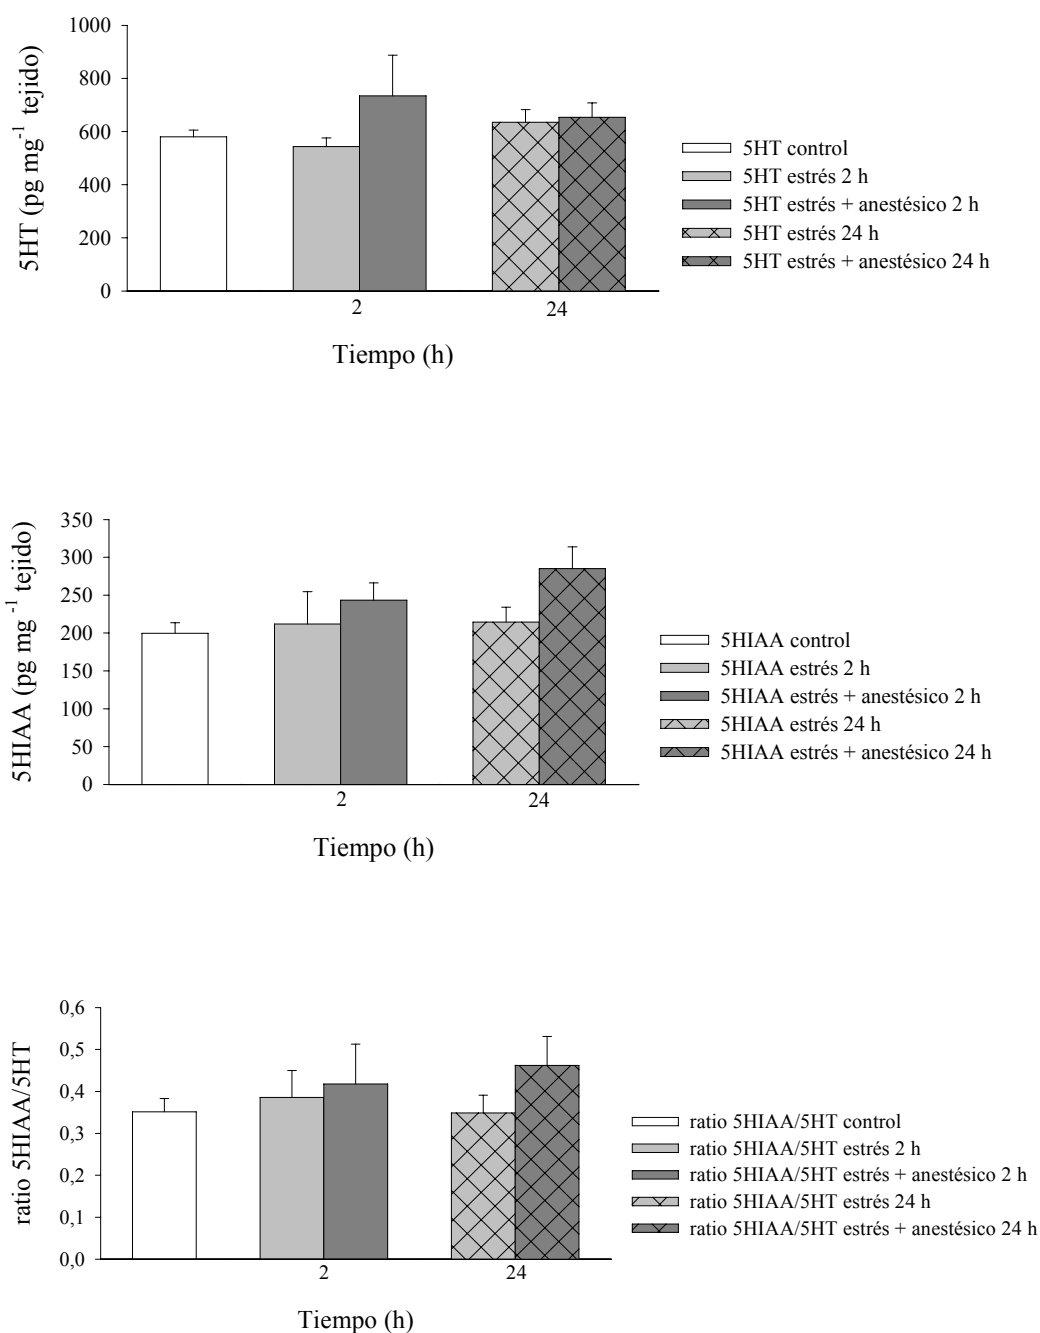 1000
800
600
400
200
0
5HT (pg mg⁻¹ tejido)
2
24
Tiempo (h)
5HT control
5HT estrés 2 h
5HT estrés + anestésico 2 h
5HT estrés 24 h
5HT estrés + anestésico 24 h
350
300
250
200
150
100
50
0
5HIAA (pg mg ⁻¹ tejido)
2
24
Tiempo (h)
5HIAA control
5HIAA estrés 2 h
5HIAA estrés + anestésico 2 h
5HIAA estrés 24 h
5HIAA estrés + anestésico 24 h
0,6
0,5
0,4
0,3
0,2
0,1
0,0
ratio 5HIAA/5HT
2
24
Tiempo (h)
ratio 5HIAA/5HT control
ratio 5HIAA/5HT estrés 2 h
ratio 5HIAA/5HT estrés + anestésico 2 h
ratio 5HIAA/5HT estrés 24 h
ratio 5HIAA/5HT estrés + anestésico 24 h